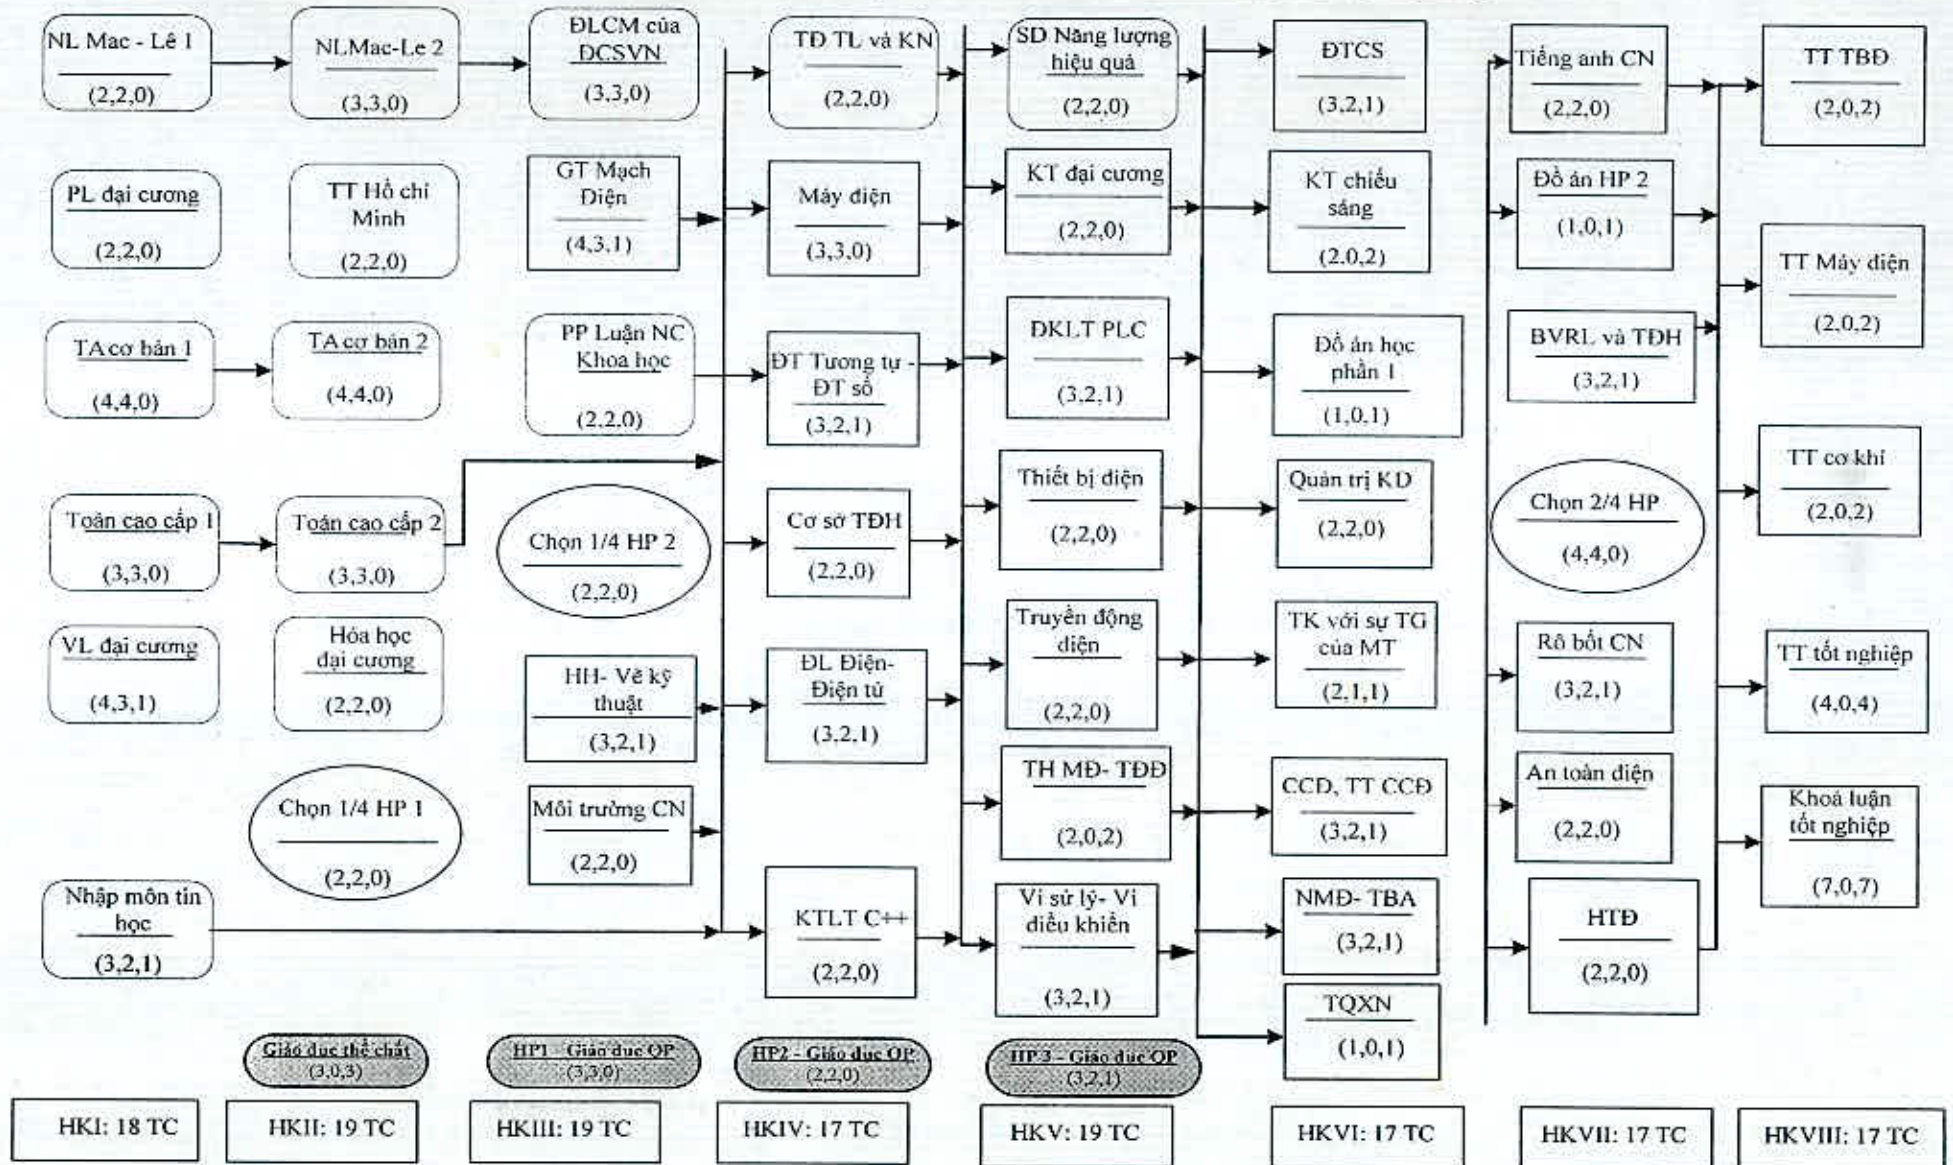 NL Mac - Lê 1
(2,2,0)
PL đại cương
(2,2,0)
TA cơ bản 1
(4,4,0)
Toán cao cấp 1
(3,3,0)
VL đại cương
(4,3,1)
Nhập môn tin
học
(3,2,1)
NLMac-Le 2
(3,3,0)
TT Hồ chí
Minh
(2,2,0)
TA cơ bản 2
(4,4,0)
Toán cao cấp 2
(3,3,0)
Hóa học
đại cương
(2,2,0)
Chọn 1/4 HP 1
(2,2,0)
Giáo dục thể chất
(3,0,3)
ĐLCM của
ĐCSVN
(3,3,0)
GT Mạch
Điện
(4,3,1)
PP Luận NC
Khoa học
(2,2,0)
Chọn 1/4 HP 2
(2,2,0)
HH- Vẽ kỹ
thuật
(3,2,1)
Môi trường CN
(2,2,0)
HP1 - Giáo dục QP
(3,3,0)
TĐ TL và KN
(2,2,0)
Máy điện
(3,3,0)
ĐT Tương tự -
ĐT số
(3,2,1)
Cơ sở TĐH
(2,2,0)
ĐL Điện-
Điện tử
(3,2,1)
KTLT C++
(2,2,0)
HP2 - Giáo dục QP
(2,2,0)
SD Năng lượng
hiệu quả
(2,2,0)
KT đại cương
(2,2,0)
ĐKLT PLC
(3,2,1)
Thiết bị điện
(2,2,0)
Truyền động
điện
(2,2,0)
TH MĐ- TĐĐ
(2,0,2)
Vi sử lý- Vi
điều khiển
(3,2,1)
HP 3 - Giáo dục QP
(3,2,1)
ĐTCS
(3,2,1)
KT chiếu
sáng
(2.0,2)
Đồ án học
phần 1
(1,0,1)
Quản trị KD
(2,2,0)
TK với sự TG
của MT
(2,1,1)
CCĐ, TT CCĐ
(3,2,1)
NMĐ- TBA
(3,2,1)
TQXN
(1,0,1)
Tiếng anh CN
(2,2,0)
Đồ án HP 2
(1,0,1)
BVRL và TĐH
(3,2,1)
Chọn 2/4 HP
(4,4,0)
Rô bốt CN
(3,2,1)
An toàn điện
(2,2,0)
HTĐ
(2,2,0)
TT TBĐ
(2,0,2)
TT Máy điện
(2,0,2)
TT cơ khí
(2,0,2)
TT tốt nghiệp
(4,0,4)
Khoá luận
tốt nghiệp
(7,0,7)
HKI: 18 TC
HKII: 19 TC
HKIII: 19 TC
HKIV: 17 TC
HKV: 19 TC
HKVI: 17 TC
HKVII: 17 TC
HKVIII: 17 TC